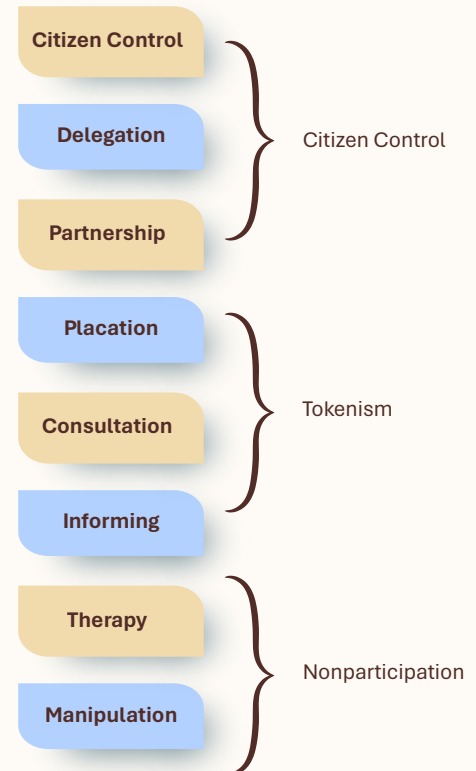 Citizen Control
Delegation
Citizen Control
Partnership
Placation
Consultation
Tokenism
Informing
Therapy
Nonparticipation
Manipulation